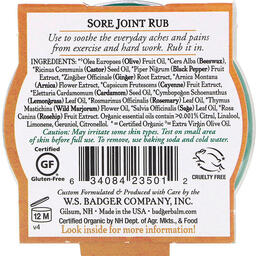 SORE JOINT RUB
Use to soothe the everyday aches and pains
from exercise and hard work. Rub it in.
INGREDIENTS: *⁺Olea Europaea (Olive) Fruit Oil, *Cera Alba (Beeswax),
*Ricinus Communis (Castor) Seed Oil, *Piper Nigrum (Black Pepper) Fruit
Extract, *Zingiber Officinale (Ginger) Root Extract, *Arnica Montana
(Arnica) Flower Extract, *Capsicum Frutescens (Cayenne) Fruit Extract,
*Elettaria Cardamomum (Cardamom) Seed Oil, *Cymbopogon Schoenanthus
(Lemongrass) Leaf Oil, *Rosmarinus Officinalis (Rosemary) Leaf Oil, *Thymus
Mastichina (Wild Marjoram) Flower Oil, *Salvia Officinalis (Sage) Oil, *Rosa
Canina (Rosehip) Fruit Extract. Organic essential oils contain >0.001% Citral, Linalool,
Limonene, Geraniol, Citronellol. * = Certified Organic ⁺= Extra Virgin Olive Oil
Caution: May irritate some skin types. Test on small area
of skin before full use. To remove, use baking soda and cold water.
Certified
GF
Gluten-Free
12 M
v4
6 34084 23501 2
CRUELTY FREE
Custom Formulated & Produced with Care by the
W.S. BADGER COMPANY, INC.
Gilsum, NH • Made in the USA • badgerbalm.com
Certified Organic by NH Dept. of Agr. Mkts., & Food
Look inside for more information!